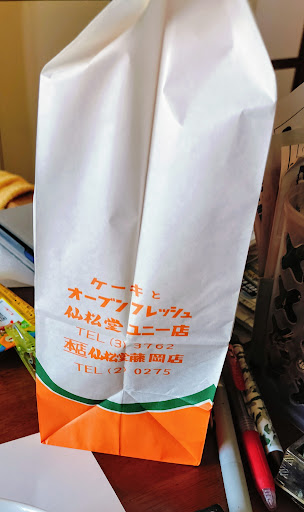 ケーキと
オーブンフレッシュ
仙松堂ユニー店
TEL (3) 3762
本店仙松堂藤岡店
TEL (2) 0275